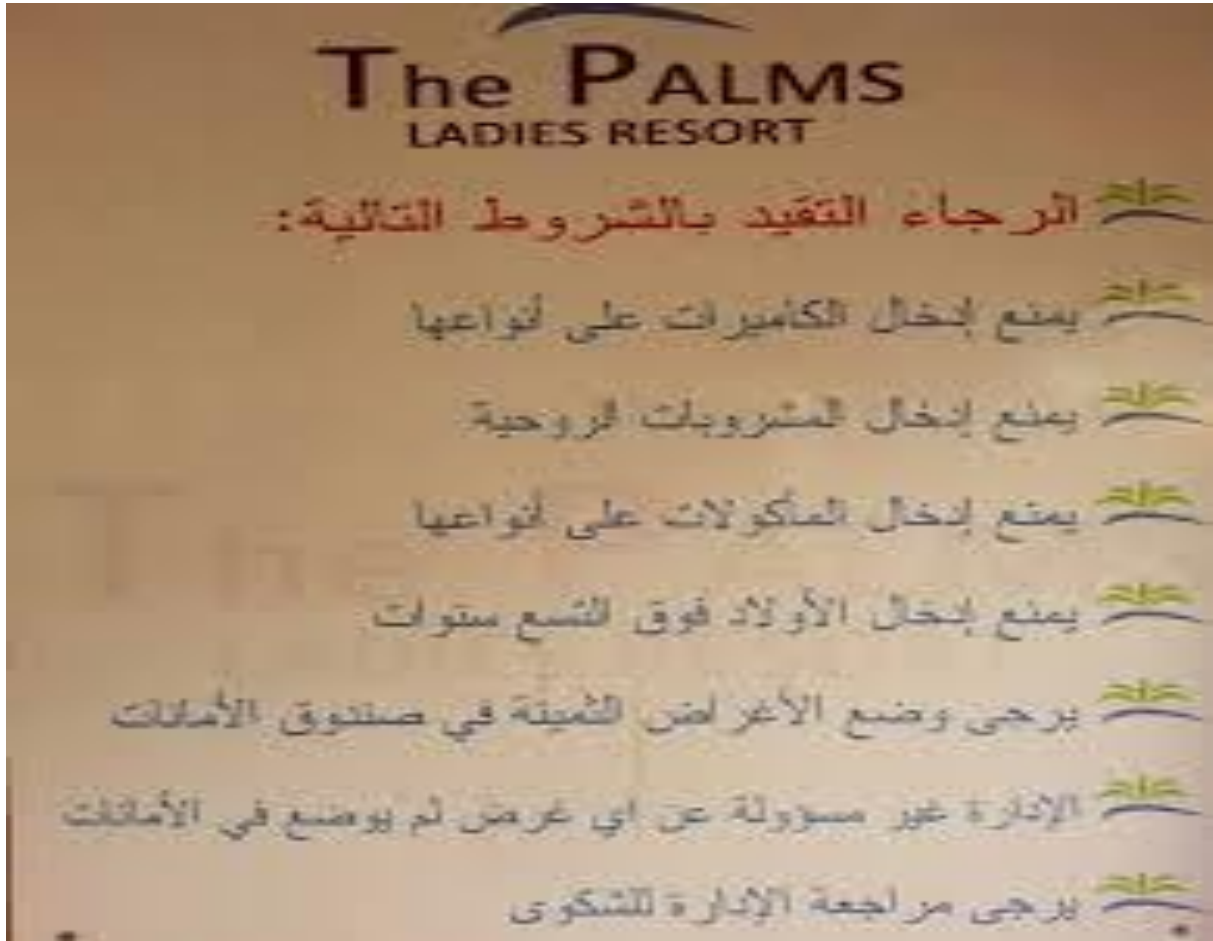 The PALMS
LADIES RESORT
الرجاء التقيد بالشروط التالية:
يمنع إدخال الكاميرات على أنواعها
يمنع إدخال المشروبات الروحية
يمنع إدخال المأكولات على أنواعها
يمنع إدخال الأولاد فوق التسع سنوات
يرجى وضع الأغراض الثمينة في صندوق الأمانات
الإدارة غير مسؤولة عن اي غرض لم يوضع في الأمانات
يرجى مراجعة الإدارة للشكوى